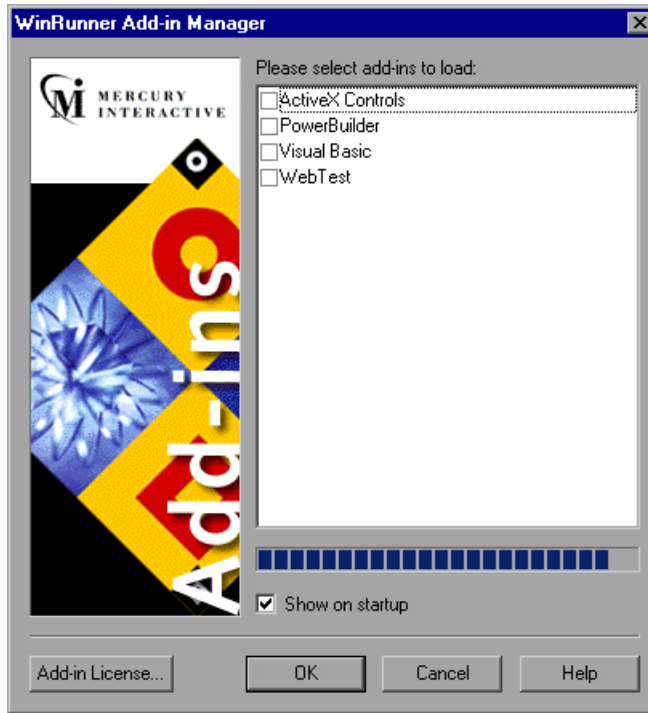 WinRunner Add-in Manager
MERCURY
INTERACTIVE
Add-ins
Please select add-ins to load:
ActiveX Controls
PowerBuilder
Visual Basic
WebTest
Show on startup
Add-in License...
OK
Cancel
Help